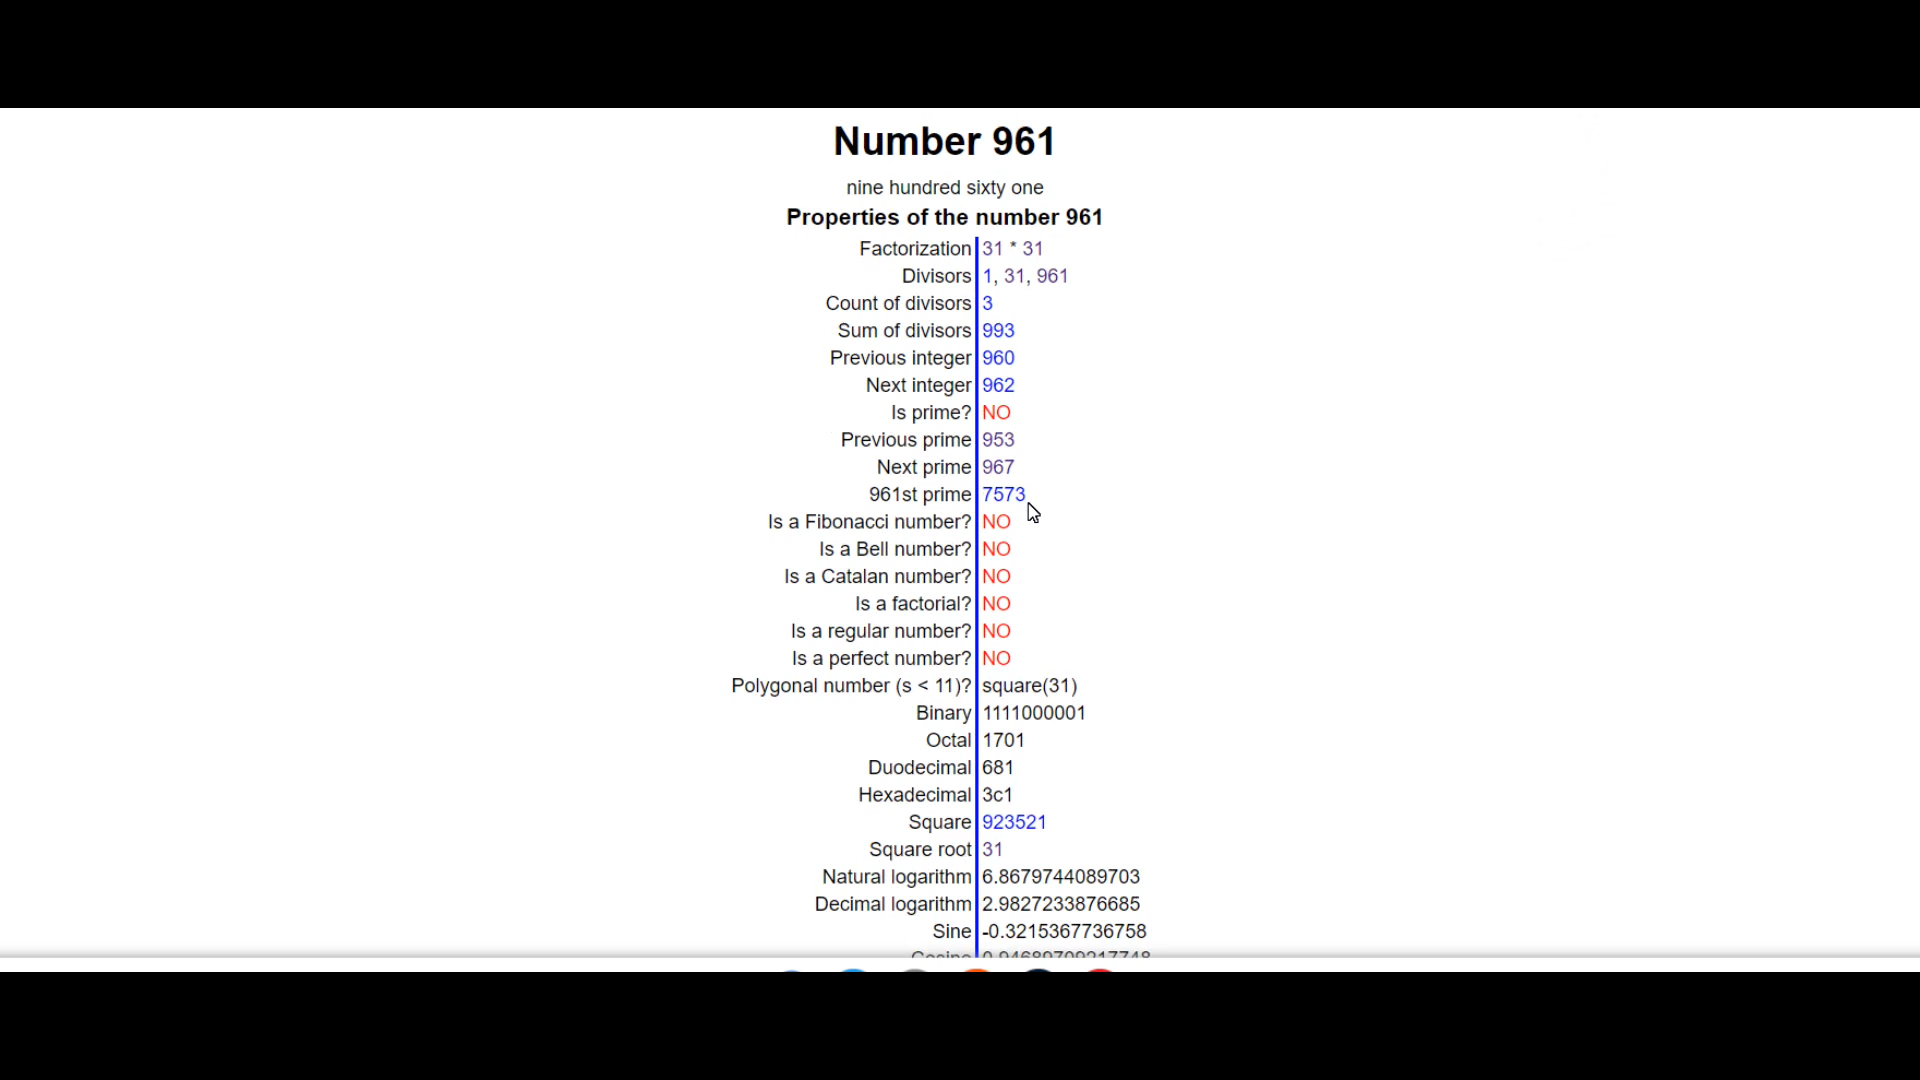 Number 961
nine hundred sixty one
Properties of the number 961
Factorization 31 * 31
Divisors 1, 31, 961
Count of divisors 3
Sum of divisors 993
Previous integer 960
Next integer 962
Is prime? NO
Previous prime 953
Next prime 967
961st prime 7573
Is a Fibonacci number? NO
Is a Bell number? NO
Is a Catalan number? NO
Is a factorial? NO
Is a regular number? NO
Is a perfect number? NO
Polygonal number (s < 11)? square(31)
Binary 1111000001
Octal 1701
Duodecimal 681
Hexadecimal 3c1
Square 923521
Square root 31
Natural logarithm 6.8679744089703
Decimal logarithm 2.9827233876685
Sine -0.3215367736758
Cosine